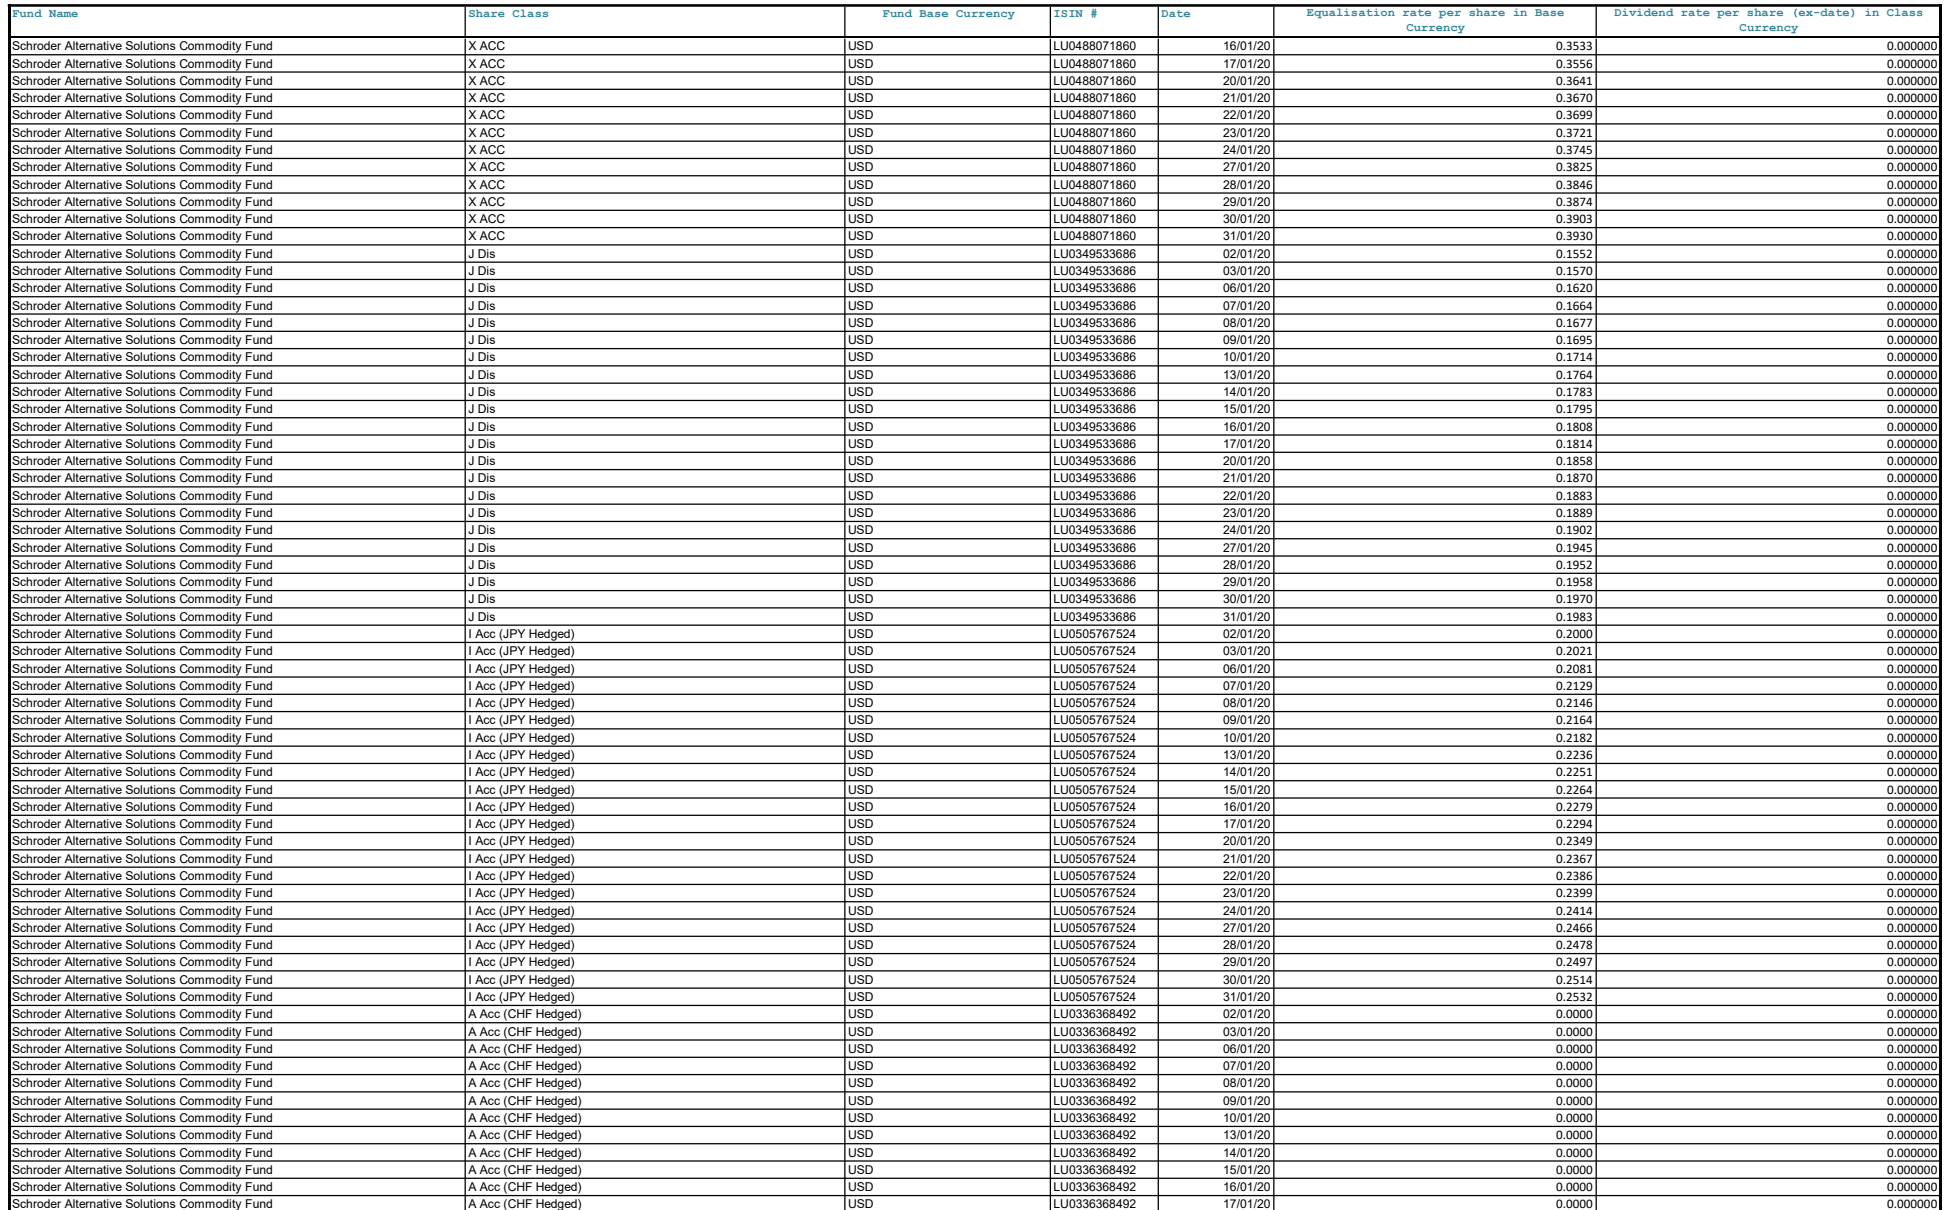 Fund Name Share Class Fund Base Currency ISIN # Date Equalisation rate per share in Base Currency Dividend rate per share (ex-date) in Class Currency
Schroder Alternative Solutions Commodity Fund X ACC USD LU0488071860 16/01/20 0.3533 0.000000
Schroder Alternative Solutions Commodity Fund X ACC USD LU0488071860 17/01/20 0.3556 0.000000
Schroder Alternative Solutions Commodity Fund X ACC USD LU0488071860 20/01/20 0.3641 0.000000
Schroder Alternative Solutions Commodity Fund X ACC USD LU0488071860 21/01/20 0.3670 0.000000
Schroder Alternative Solutions Commodity Fund X ACC USD LU0488071860 22/01/20 0.3699 0.000000
Schroder Alternative Solutions Commodity Fund X ACC USD LU0488071860 23/01/20 0.3721 0.000000
Schroder Alternative Solutions Commodity Fund X ACC USD LU0488071860 24/01/20 0.3745 0.000000
Schroder Alternative Solutions Commodity Fund X ACC USD LU0488071860 27/01/20 0.3825 0.000000
Schroder Alternative Solutions Commodity Fund X ACC USD LU0488071860 28/01/20 0.3846 0.000000
Schroder Alternative Solutions Commodity Fund X ACC USD LU0488071860 29/01/20 0.3874 0.000000
Schroder Alternative Solutions Commodity Fund X ACC USD LU0488071860 30/01/20 0.3903 0.000000
Schroder Alternative Solutions Commodity Fund X ACC USD LU0488071860 31/01/20 0.3930 0.000000
Schroder Alternative Solutions Commodity Fund J Dis USD LU0349533686 02/01/20 0.1552 0.000000
Schroder Alternative Solutions Commodity Fund J Dis USD LU0349533686 03/01/20 0.1570 0.000000
Schroder Alternative Solutions Commodity Fund J Dis USD LU0349533686 06/01/20 0.1620 0.000000
Schroder Alternative Solutions Commodity Fund J Dis USD LU0349533686 07/01/20 0.1664 0.000000
Schroder Alternative Solutions Commodity Fund J Dis USD LU0349533686 08/01/20 0.1677 0.000000
Schroder Alternative Solutions Commodity Fund J Dis USD LU0349533686 09/01/20 0.1695 0.000000
Schroder Alternative Solutions Commodity Fund J Dis USD LU0349533686 10/01/20 0.1714 0.000000
Schroder Alternative Solutions Commodity Fund J Dis USD LU0349533686 13/01/20 0.1764 0.000000
Schroder Alternative Solutions Commodity Fund J Dis USD LU0349533686 14/01/20 0.1783 0.000000
Schroder Alternative Solutions Commodity Fund J Dis USD LU0349533686 15/01/20 0.1795 0.000000
Schroder Alternative Solutions Commodity Fund J Dis USD LU0349533686 16/01/20 0.1808 0.000000
Schroder Alternative Solutions Commodity Fund J Dis USD LU0349533686 17/01/20 0.1814 0.000000
Schroder Alternative Solutions Commodity Fund J Dis USD LU0349533686 20/01/20 0.1858 0.000000
Schroder Alternative Solutions Commodity Fund J Dis USD LU0349533686 21/01/20 0.1870 0.000000
Schroder Alternative Solutions Commodity Fund J Dis USD LU0349533686 22/01/20 0.1883 0.000000
Schroder Alternative Solutions Commodity Fund J Dis USD LU0349533686 23/01/20 0.1889 0.000000
Schroder Alternative Solutions Commodity Fund J Dis USD LU0349533686 24/01/20 0.1902 0.000000
Schroder Alternative Solutions Commodity Fund J Dis USD LU0349533686 27/01/20 0.1945 0.000000
Schroder Alternative Solutions Commodity Fund J Dis USD LU0349533686 28/01/20 0.1952 0.000000
Schroder Alternative Solutions Commodity Fund J Dis USD LU0349533686 29/01/20 0.1958 0.000000
Schroder Alternative Solutions Commodity Fund J Dis USD LU0349533686 30/01/20 0.1970 0.000000
Schroder Alternative Solutions Commodity Fund J Dis USD LU0349533686 31/01/20 0.1983 0.000000
Schroder Alternative Solutions Commodity Fund I Acc (JPY Hedged) USD LU0505767524 02/01/20 0.2000 0.000000
Schroder Alternative Solutions Commodity Fund I Acc (JPY Hedged) USD LU0505767524 03/01/20 0.2021 0.000000
Schroder Alternative Solutions Commodity Fund I Acc (JPY Hedged) USD LU0505767524 06/01/20 0.2081 0.000000
Schroder Alternative Solutions Commodity Fund I Acc (JPY Hedged) USD LU0505767524 07/01/20 0.2129 0.000000
Schroder Alternative Solutions Commodity Fund I Acc (JPY Hedged) USD LU0505767524 08/01/20 0.2146 0.000000
Schroder Alternative Solutions Commodity Fund I Acc (JPY Hedged) USD LU0505767524 09/01/20 0.2164 0.000000
Schroder Alternative Solutions Commodity Fund I Acc (JPY Hedged) USD LU0505767524 10/01/20 0.2182 0.000000
Schroder Alternative Solutions Commodity Fund I Acc (JPY Hedged) USD LU0505767524 13/01/20 0.2236 0.000000
Schroder Alternative Solutions Commodity Fund I Acc (JPY Hedged) USD LU0505767524 14/01/20 0.2251 0.000000
Schroder Alternative Solutions Commodity Fund I Acc (JPY Hedged) USD LU0505767524 15/01/20 0.2264 0.000000
Schroder Alternative Solutions Commodity Fund I Acc (JPY Hedged) USD LU0505767524 16/01/20 0.2279 0.000000
Schroder Alternative Solutions Commodity Fund I Acc (JPY Hedged) USD LU0505767524 17/01/20 0.2294 0.000000
Schroder Alternative Solutions Commodity Fund I Acc (JPY Hedged) USD LU0505767524 20/01/20 0.2349 0.000000
Schroder Alternative Solutions Commodity Fund I Acc (JPY Hedged) USD LU0505767524 21/01/20 0.2367 0.000000
Schroder Alternative Solutions Commodity Fund I Acc (JPY Hedged) USD LU0505767524 22/01/20 0.2386 0.000000
Schroder Alternative Solutions Commodity Fund I Acc (JPY Hedged) USD LU0505767524 23/01/20 0.2399 0.000000
Schroder Alternative Solutions Commodity Fund I Acc (JPY Hedged) USD LU0505767524 24/01/20 0.2414 0.000000
Schroder Alternative Solutions Commodity Fund I Acc (JPY Hedged) USD LU0505767524 27/01/20 0.2466 0.000000
Schroder Alternative Solutions Commodity Fund I Acc (JPY Hedged) USD LU0505767524 28/01/20 0.2478 0.000000
Schroder Alternative Solutions Commodity Fund I Acc (JPY Hedged) USD LU0505767524 29/01/20 0.2497 0.000000
Schroder Alternative Solutions Commodity Fund I Acc (JPY Hedged) USD LU0505767524 30/01/20 0.2514 0.000000
Schroder Alternative Solutions Commodity Fund I Acc (JPY Hedged) USD LU0505767524 31/01/20 0.2532 0.000000
Schroder Alternative Solutions Commodity Fund A Acc (CHF Hedged) USD LU0336368492 02/01/20 0.0000 0.000000
Schroder Alternative Solutions Commodity Fund A Acc (CHF Hedged) USD LU0336368492 03/01/20 0.0000 0.000000
Schroder Alternative Solutions Commodity Fund A Acc (CHF Hedged) USD LU0336368492 06/01/20 0.0000 0.000000
Schroder Alternative Solutions Commodity Fund A Acc (CHF Hedged) USD LU0336368492 07/01/20 0.0000 0.000000
Schroder Alternative Solutions Commodity Fund A Acc (CHF Hedged) USD LU0336368492 08/01/20 0.0000 0.000000
Schroder Alternative Solutions Commodity Fund A Acc (CHF Hedged) USD LU0336368492 09/01/20 0.0000 0.000000
Schroder Alternative Solutions Commodity Fund A Acc (CHF Hedged) USD LU0336368492 10/01/20 0.0000 0.000000
Schroder Alternative Solutions Commodity Fund A Acc (CHF Hedged) USD LU0336368492 13/01/20 0.0000 0.000000
Schroder Alternative Solutions Commodity Fund A Acc (CHF Hedged) USD LU0336368492 14/01/20 0.0000 0.000000
Schroder Alternative Solutions Commodity Fund A Acc (CHF Hedged) USD LU0336368492 15/01/20 0.0000 0.000000
Schroder Alternative Solutions Commodity Fund A Acc (CHF Hedged) USD LU0336368492 16/01/20 0.0000 0.000000
Schroder Alternative Solutions Commodity Fund A Acc (CHF Hedged) USD LU0336368492 17/01/20 0.0000 0.000000